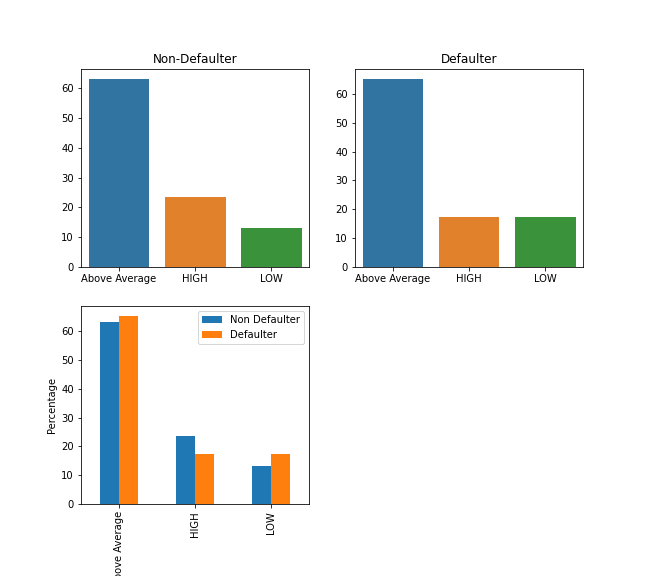 Non-Defaulter
60
50
40
30
20
10
0
Above Average HIGH LOW
Defaulter
60
50
40
30
20
10
0
Above Average HIGH LOW
Non Defaulter
Defaulter
Percentage
60
50
40
30
20
10
0
bove Average
HIGH
LOW